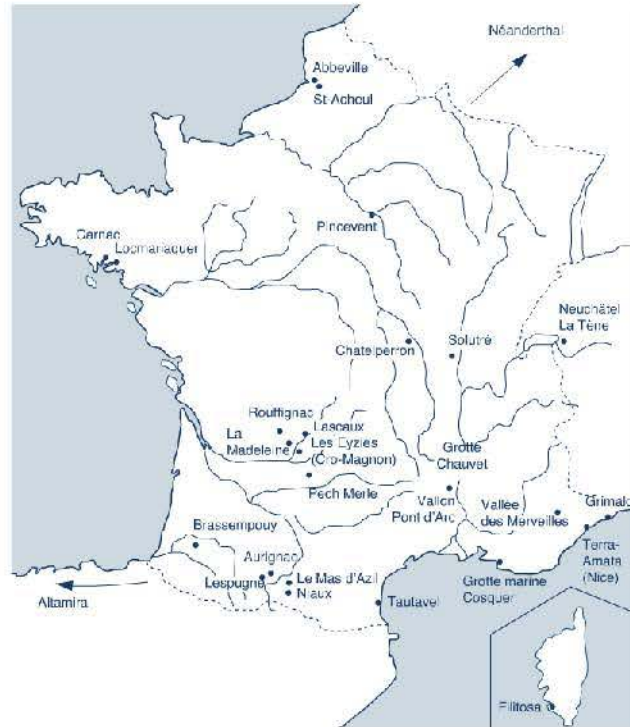 Néanderthal
Abbeville
St-Acheul
Pincevent
Carnac
Locmariaquer
Neuchâtel
La Tène
Chatelperron
Solutré
Rouffignac
Lascaux
La
Madeleine
Les Eyzies
(Cro-Magnon)
Grotte
Chauvet
Pech Merle
Vallon
Pont d'Arc
Vallée
des Merveilles
Grimaldi
Brassempouy
Terra-
Amata
(Nice)
Aurignac
Lespugne
Le Mas d'Azil
Niaux
Grotte marine
Cosquer
Altamira
Tautavel
Filitosa